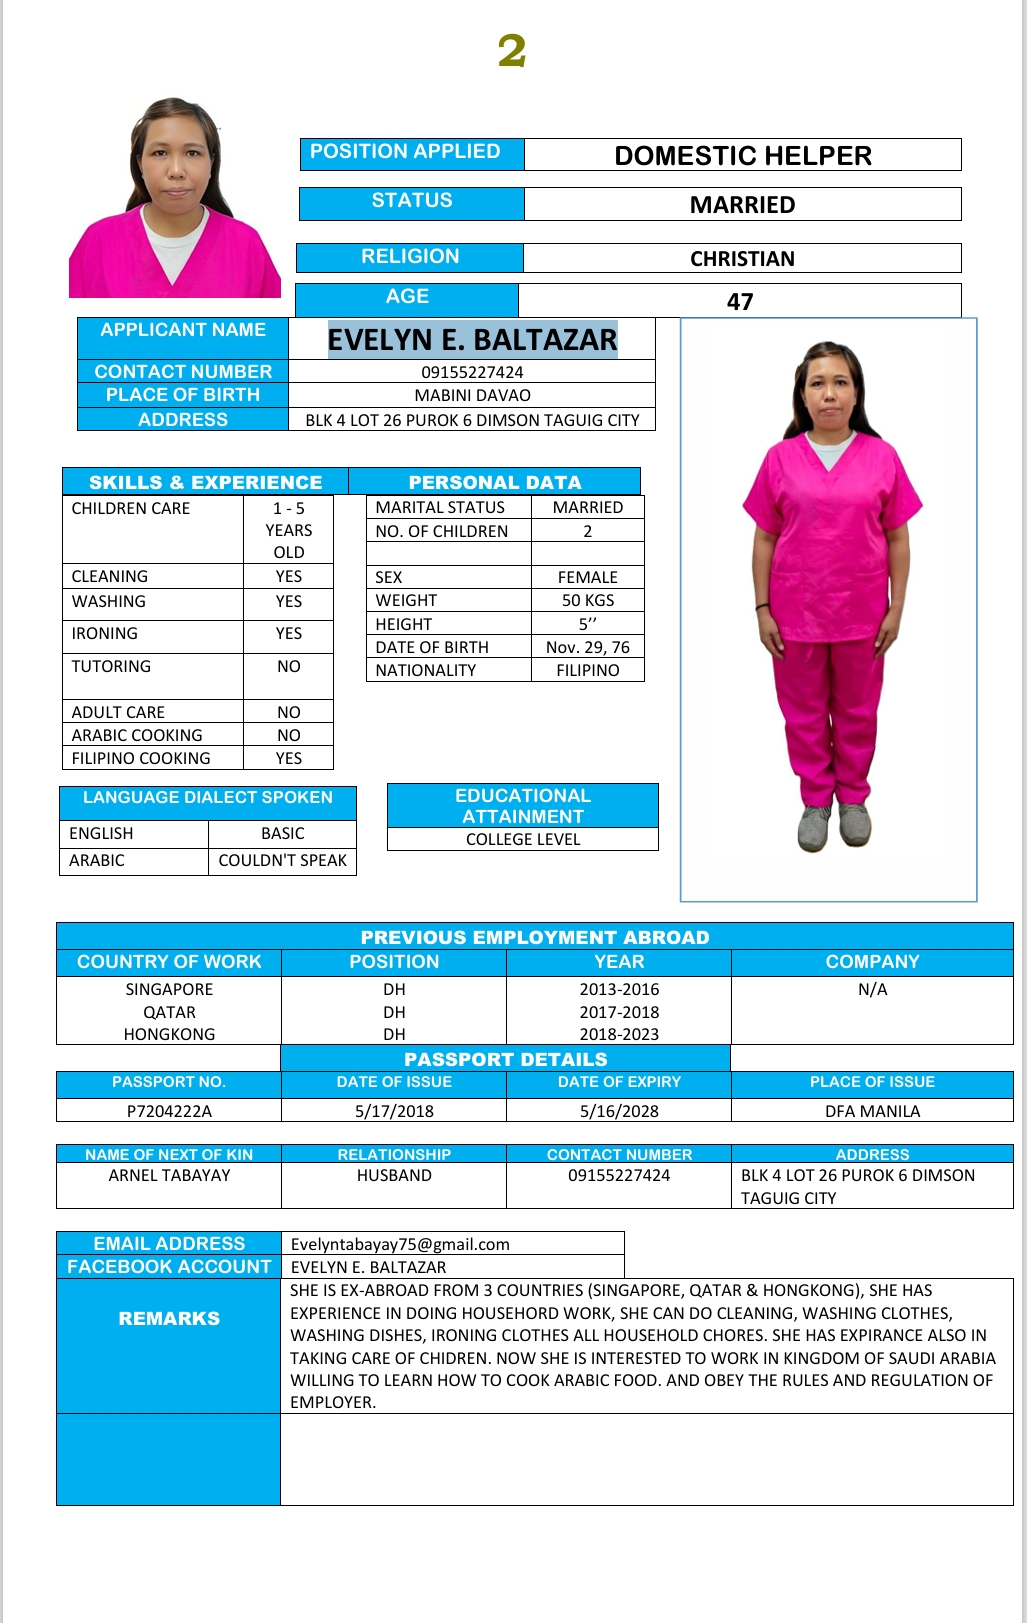 2
POSITION APPLIED DOMESTIC HELPER
STATUS MARRIED
RELIGION CHRISTIAN
AGE 47
APPLICANT NAME EVELYN E. BALTAZAR
CONTACT NUMBER 09155227424
PLACE OF BIRTH MABINI DAVAO
ADDRESS BLK 4 LOT 26 PUROK 6 DIMSON TAGUIG CITY
SKILLS & EXPERIENCE
CHILDREN CARE 1 - 5
YEARS
OLD
CLEANING YES
WASHING YES
IRONING YES
TUTORING NO
ADULT CARE NO
ARABIC COOKING NO
FILIPINO COOKING YES
PERSONAL DATA
MARITAL STATUS MARRIED
NO. OF CHILDREN 2
SEX FEMALE
WEIGHT 50 KGS
HEIGHT 5’’
DATE OF BIRTH Nov. 29, 76
NATIONALITY FILIPINO
LANGUAGE DIALECT SPOKEN
ENGLISH BASIC
ARABIC COULDN'T SPEAK
EDUCATIONAL
ATTAINMENT
COLLEGE LEVEL
PREVIOUS EMPLOYMENT ABROAD
COUNTRY OF WORK POSITION YEAR COMPANY
SINGAPORE DH 2013-2016 N/A
QATAR DH 2017-2018
HONGKONG DH 2018-2023
PASSPORT DETAILS
PASSPORT NO. DATE OF ISSUE DATE OF EXPIRY PLACE OF ISSUE
P7204222A 5/17/2018 5/16/2028 DFA MANILA
NAME OF NEXT OF KIN RELATIONSHIP CONTACT NUMBER ADDRESS
ARNEL TABAYAY HUSBAND 09155227424 BLK 4 LOT 26 PUROK 6 DIMSON
TAGUIG CITY
EMAIL ADDRESS Evelyntabayay75@gmail.com
FACEBOOK ACCOUNT EVELYN E. BALTAZAR
REMARKS
SHE IS EX-ABROAD FROM 3 COUNTRIES (SINGAPORE, QATAR & HONGKONG), SHE HAS
EXPERIENCE IN DOING HOUSEHORD WORK, SHE CAN DO CLEANING, WASHING CLOTHES,
WASHING DISHES, IRONING CLOTHES ALL HOUSEHOLD CHORES. SHE HAS EXPIRANCE ALSO IN
TAKING CARE OF CHIDREN. NOW SHE IS INTERESTED TO WORK IN KINGDOM OF SAUDI ARABIA
WILLING TO LEARN HOW TO COOK ARABIC FOOD. AND OBEY THE RULES AND REGULATION OF
EMPLOYER.